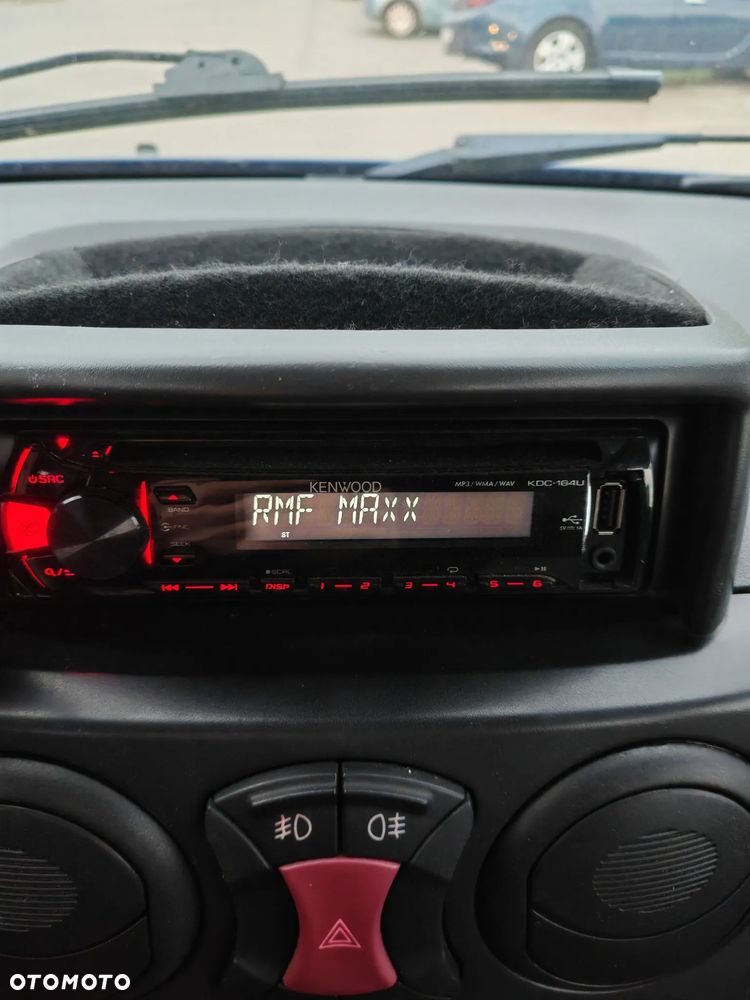 SRC
KENWOOD
MP3/WMA/WAV
KDC-164U
BAND
RMF MAXX
ST
SEEK
SCRL
DISP
1 — 2
3 — 4
5 — 6
OTOMOTO